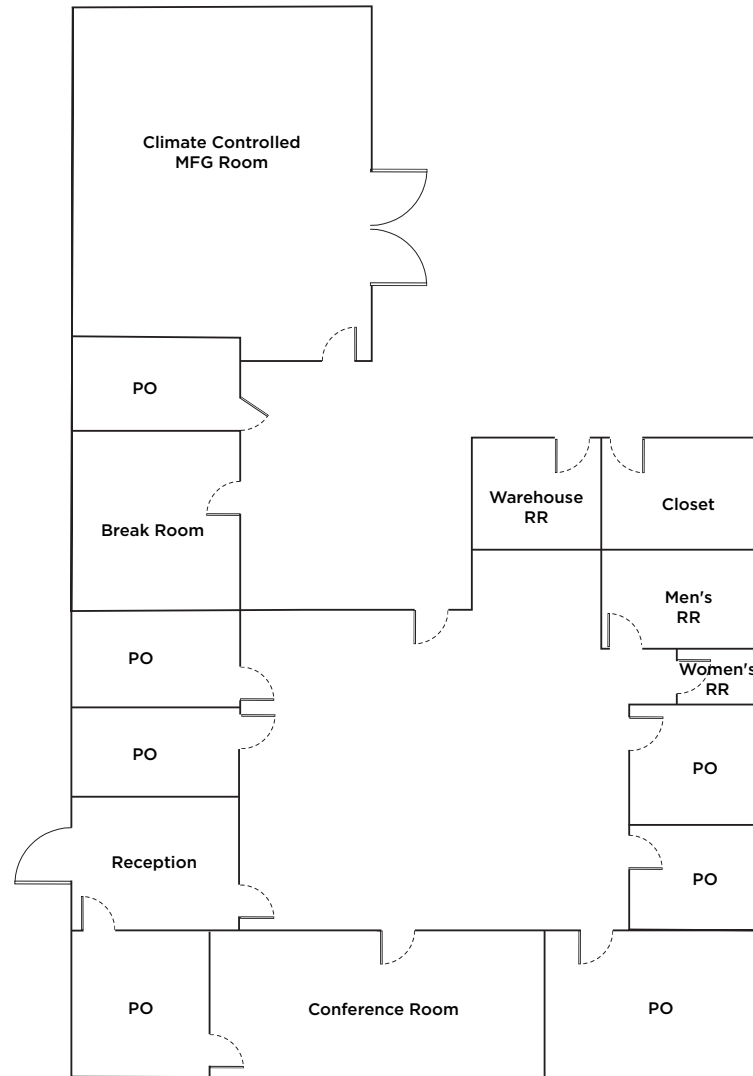 Climate Controlled
MFG Room
PO
Warehouse
RR
Closet
Break Room
Men's
RR
PO
Women's
RR
PO
PO
Reception
PO
PO
Conference Room
PO